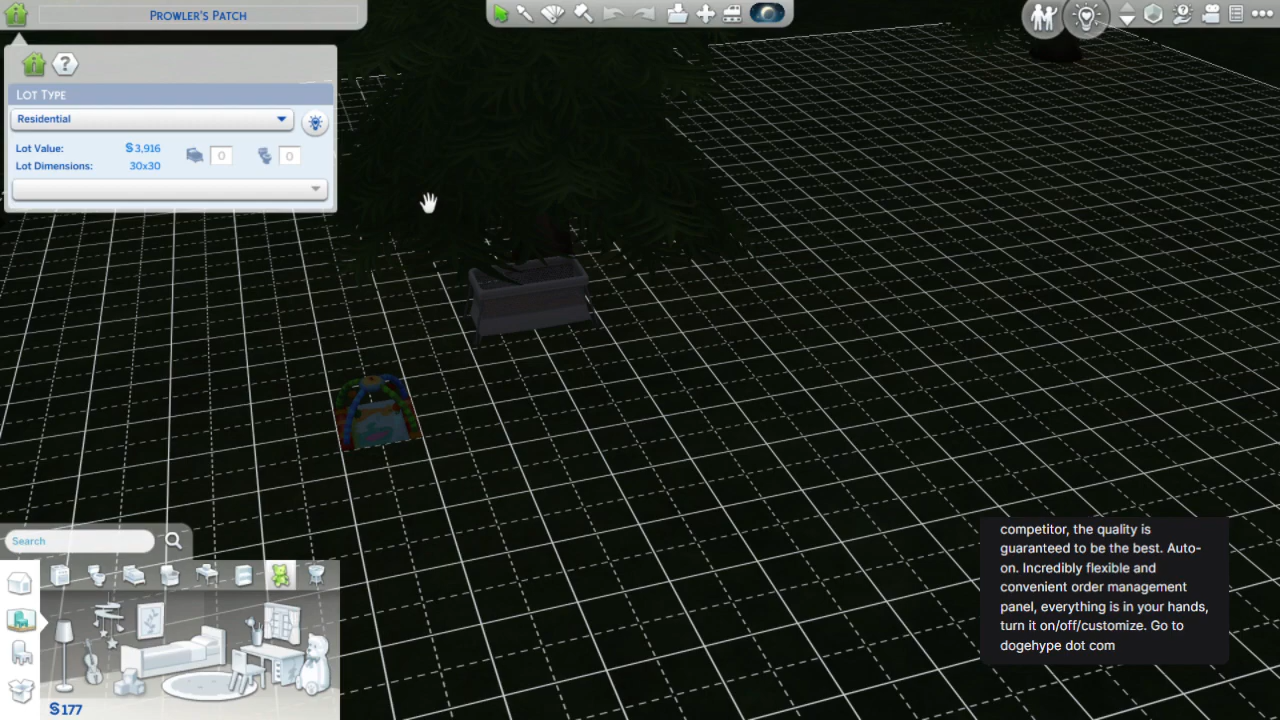 PROWLER'S PATCH
LOT TYPE
Residential
Lot Value:
$3,916
0
0
Lot Dimensions:
30x30
Search
$177
competitor, the quality is
guaranteed to be the best. Auto-
on. Incredibly flexible and
convenient order management
panel, everything is in your hands,
turn it on/off/customize. Go to
dogehype dot com